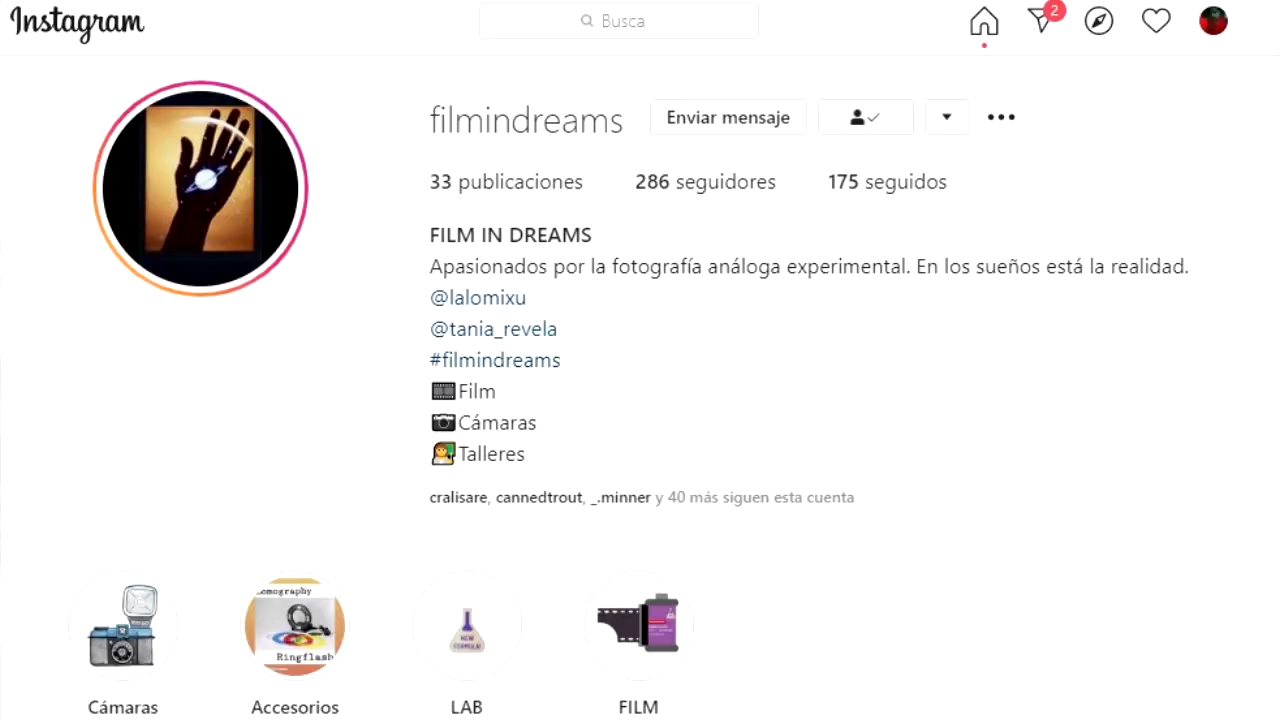 Instagram
Busca
2
filmindreams Enviar mensaje
33 publicaciones 286 seguidores 175 seguidos
FILM IN DREAMS
Apasionados por la fotografía análoga experimental. En los sueños está la realidad.
@lalomixu
@tania_revela
#filmindreams
Film
Cámaras
Talleres
cralisare, cannedtrout, _.minner y 40 más siguen esta cuenta
Ringflash
NEW
FORMULA!
Cámaras Accesorios LAB FILM